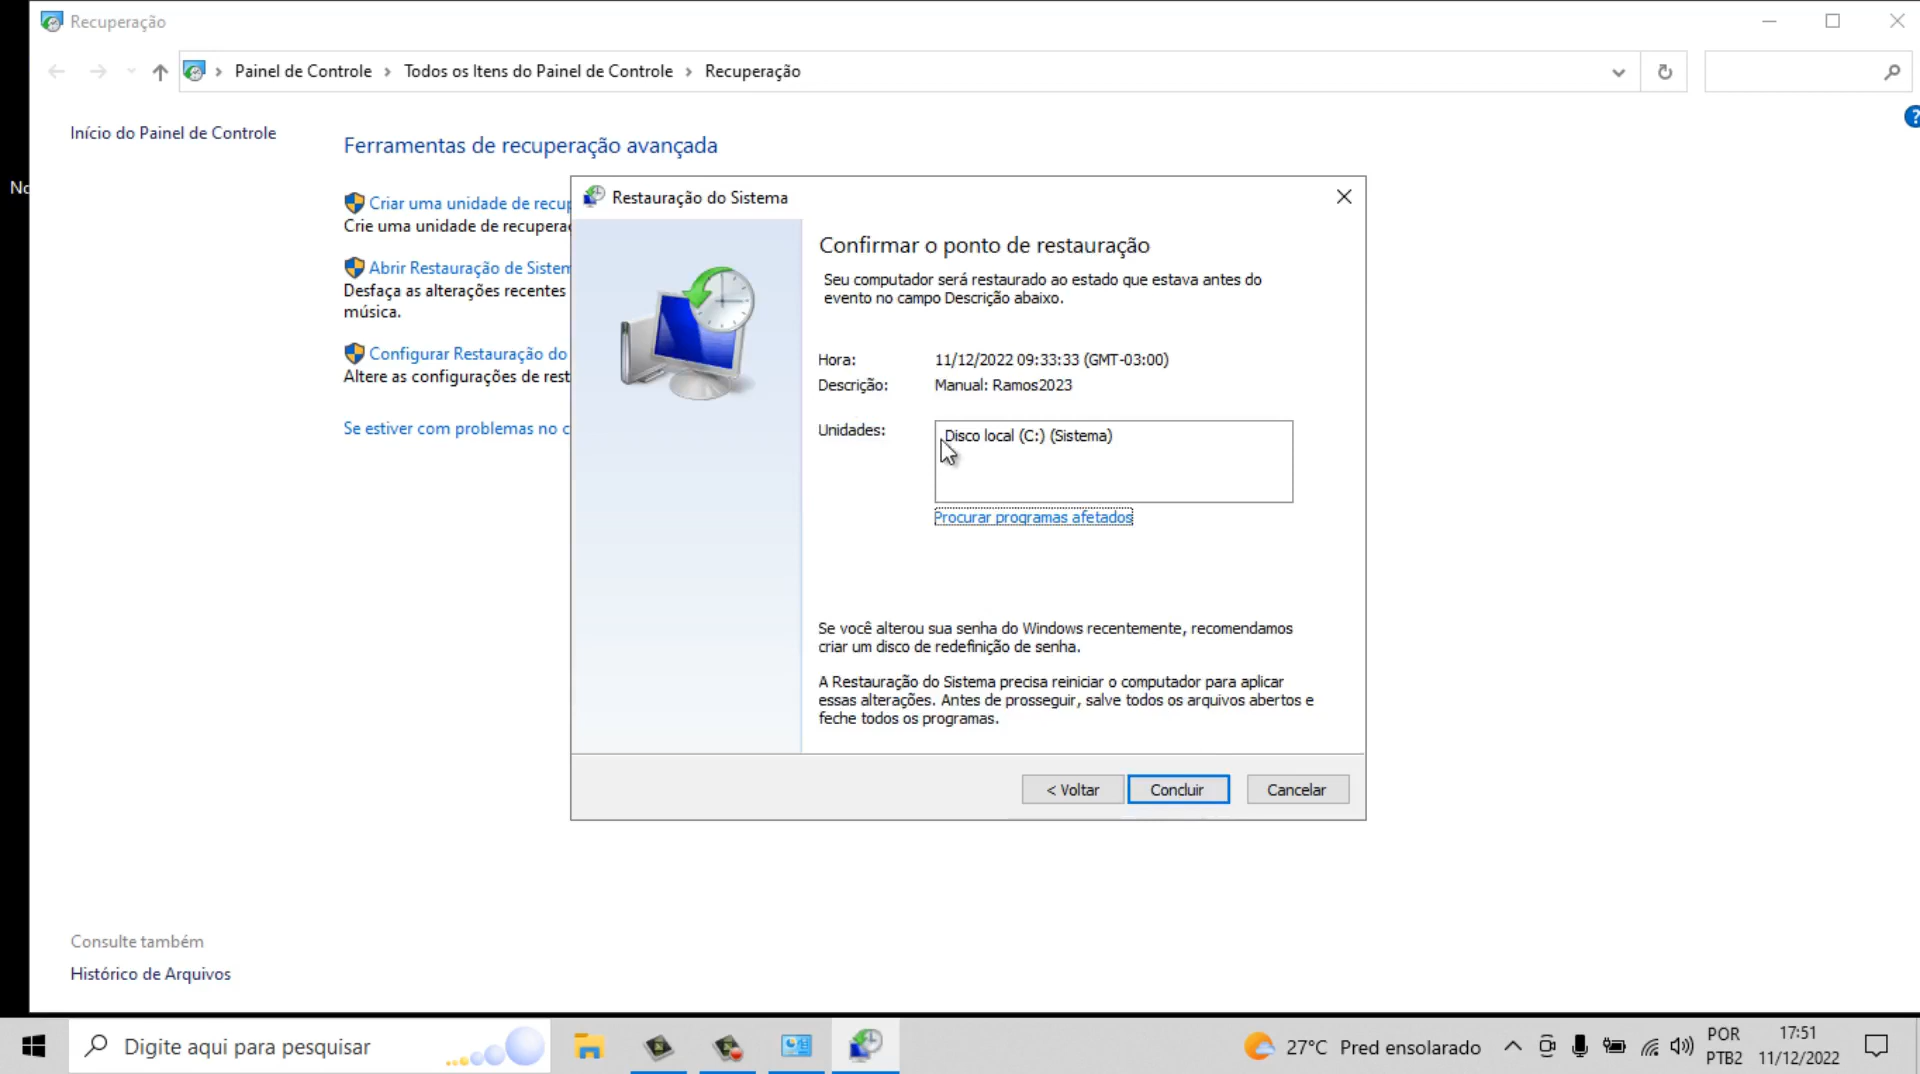 Recuperação
Painel de Controle
Todos os Itens do Painel de Controle
Recuperação
Início do Painel de Controle
Ferramentas de recuperação avançada
No
Criar uma unidade de recup
Crie uma unidade de recupera
Abrir Restauração de Sistem
Desfaça as alterações recentes
música.
Configurar Restauração do
Altere as configurações de rest
Se estiver com problemas no c
Restauração do Sistema
Confirmar o ponto de restauração
Seu computador será restaurado ao estado que estava antes do
evento no campo Descrição abaixo.
Hora: 11/12/2022 09:33:33 (GMT-03:00)
Descrição: Manual: Ramos2023
Unidades: Disco local (C:) (Sistema)
Procurar programas afetados
Se você alterou sua senha do Windows recentemente, recomendamos
criar um disco de redefinição de senha.
A Restauração do Sistema precisa reiniciar o computador para aplicar
essas alterações. Antes de prosseguir, salve todos os arquivos abertos e
feche todos os programas.
< Voltar
Concluir
Cancelar
Consulte também
Histórico de Arquivos
Digite aqui para pesquisar
27°C Pred ensolarado
POR
PTB2
17:51
11/12/2022